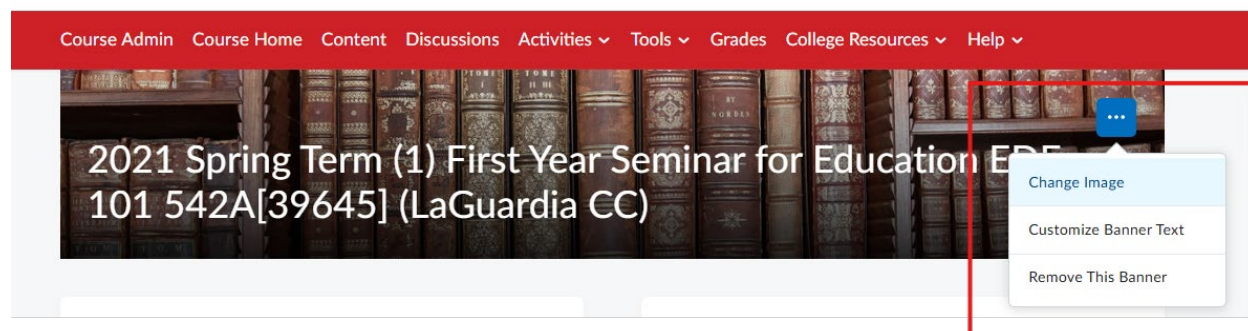 Course Admin Course Home Content Discussions Activities Tools Grades College Resources Help
2021 Spring Term (1) First Year Seminar for Education
101 542A[39645] (LaGuardia CC)
Change Image
Customize Banner Text
Remove This Banner